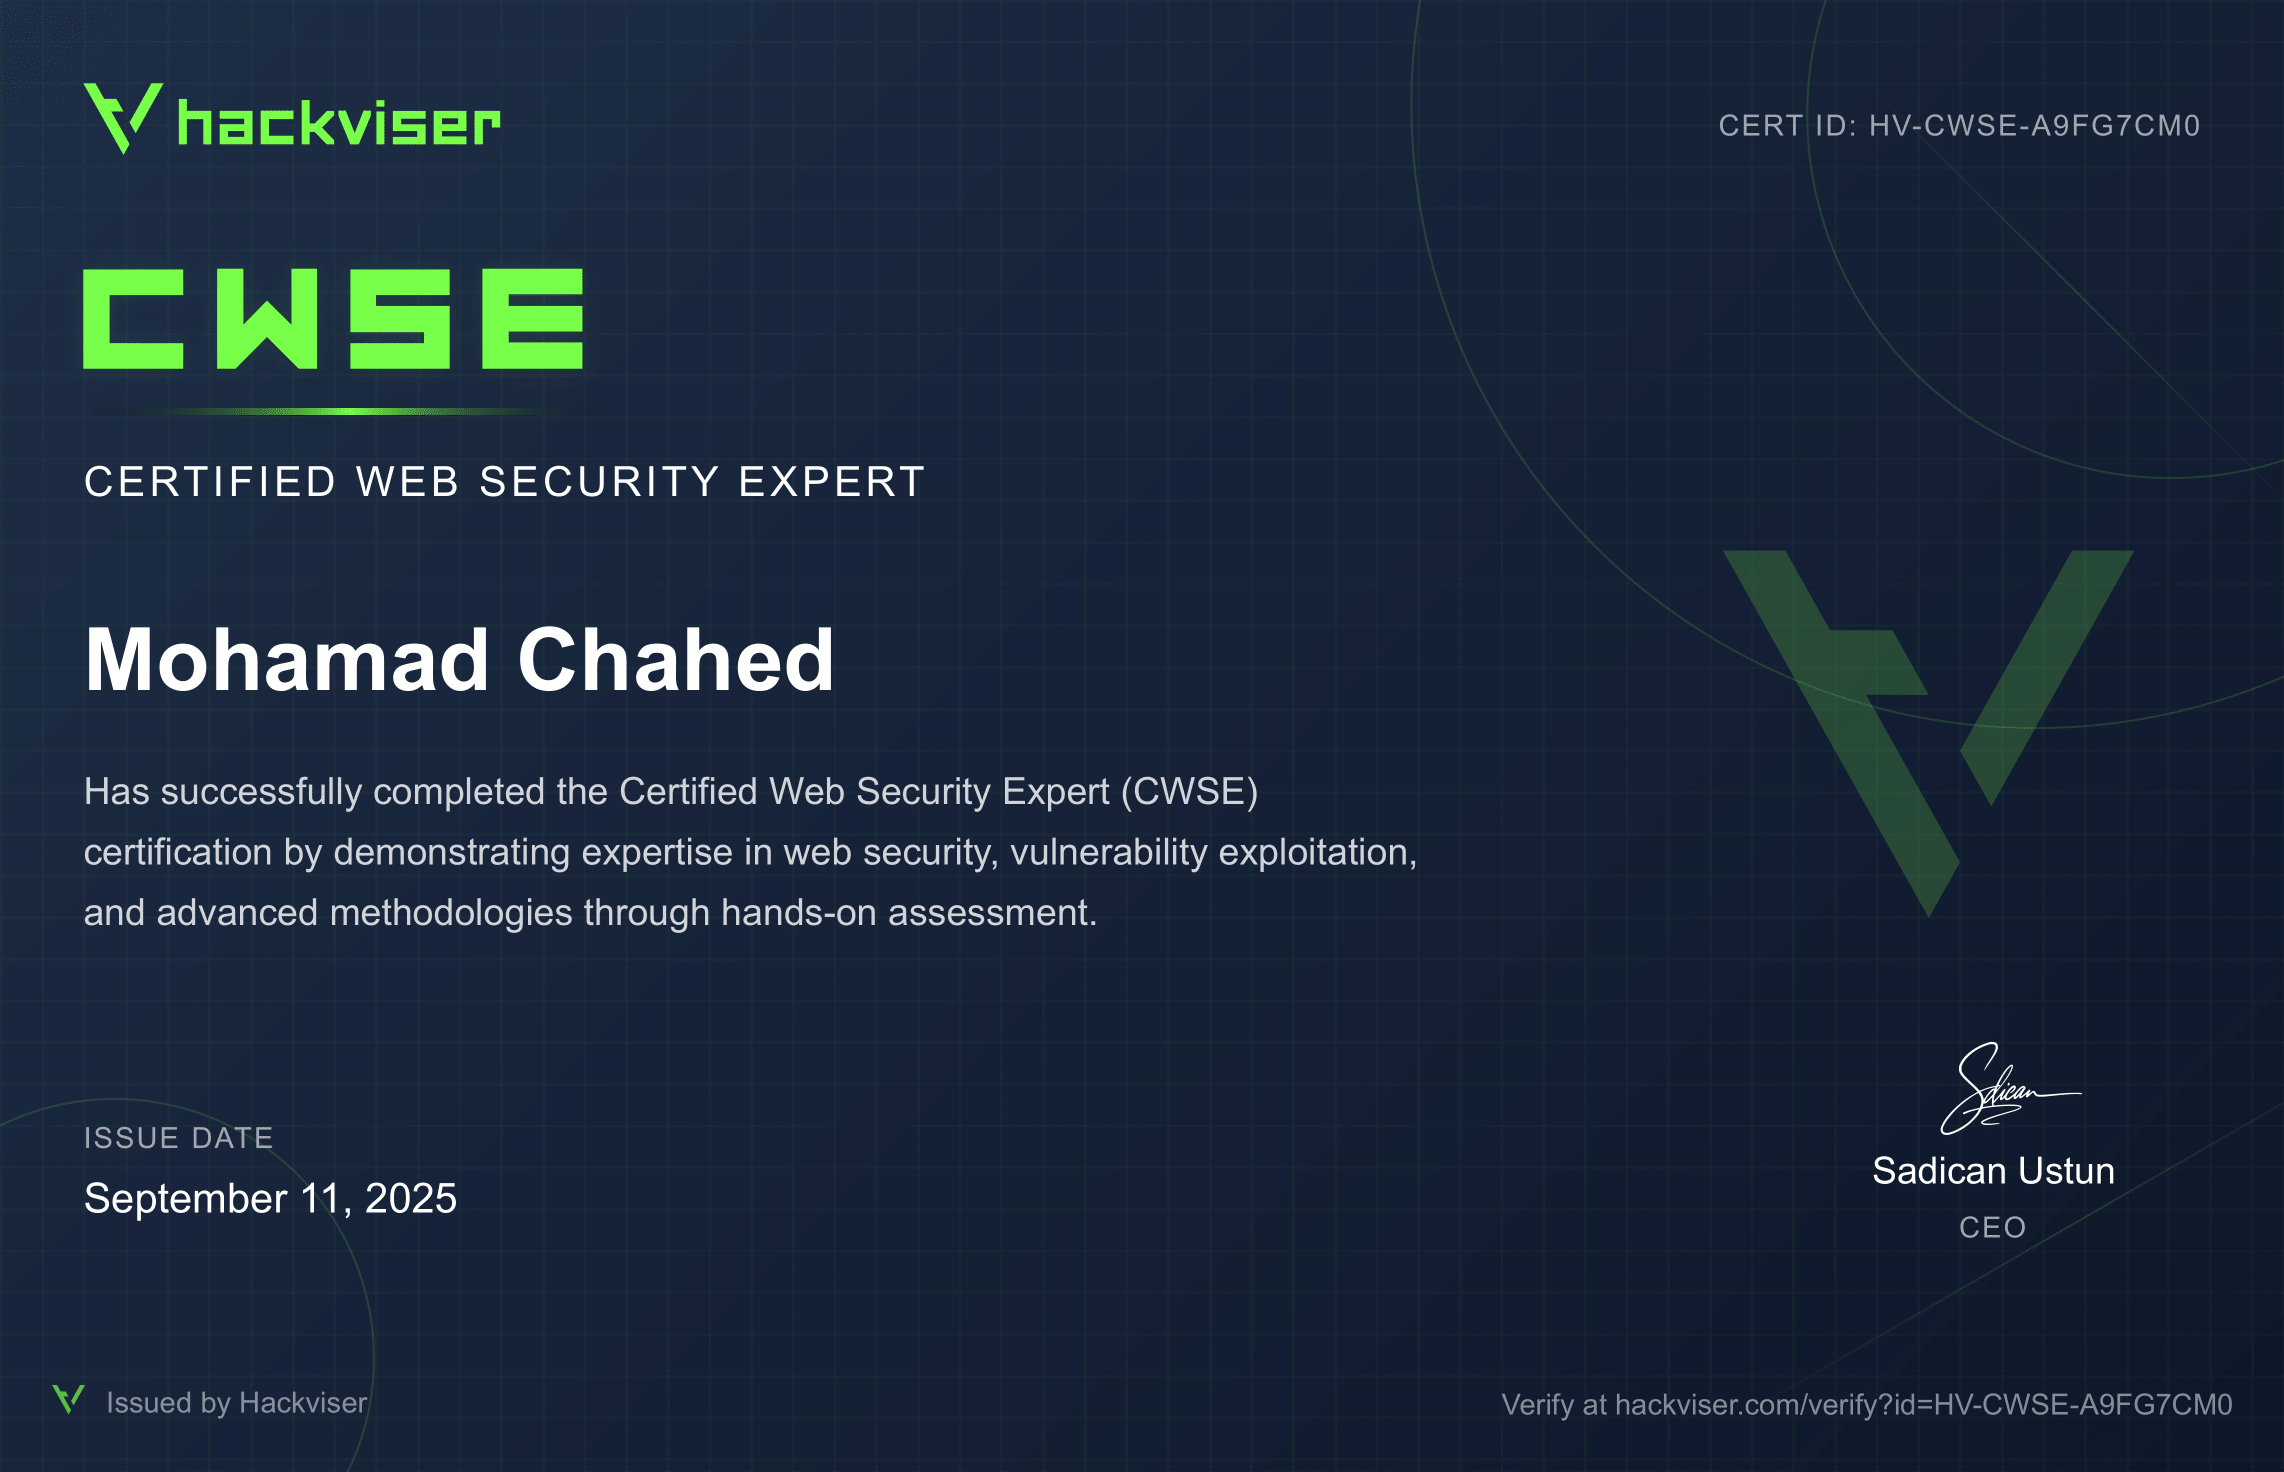 hackviser
CERT ID: HV-CWSE-A9FG7CM0
CWSE
CERTIFIED WEB SECURITY EXPERT
Mohamad Chahed
Has successfully completed the Certified Web Security Expert (CWSE)
certification by demonstrating expertise in web security, vulnerability exploitation,
and advanced methodologies through hands-on assessment.
ISSUE DATE
September 11, 2025
Sdican
Sadican Ustun
CEO
Issued by Hackviser
Verify at hackviser.com/verify?id=HV-CWSE-A9FG7CM0